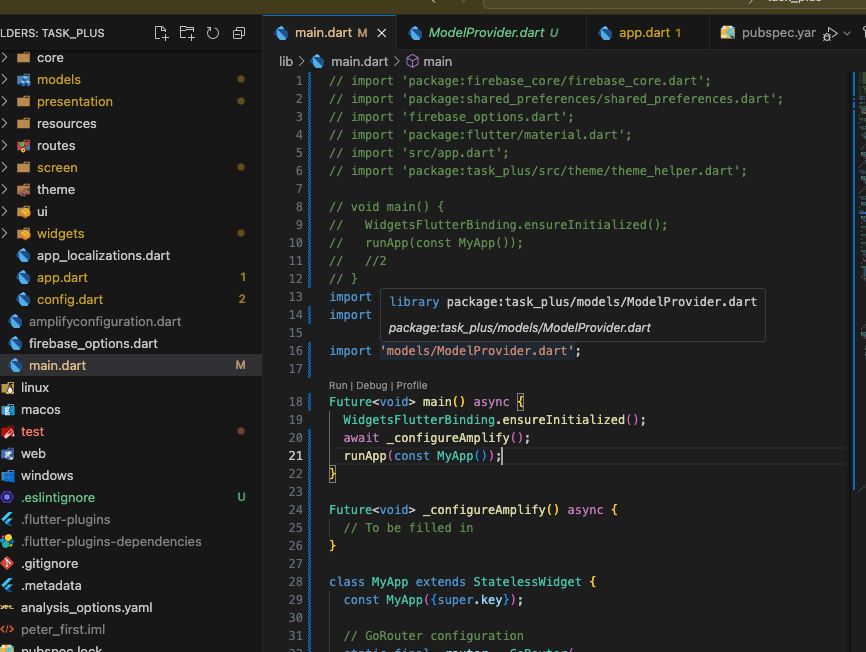 LDERS: TASK_PLUS
core
models
presentation
resources
routes
screen
theme
ui
widgets
app_localizations.dart
app.dart 1
config.dart 2
amplifyconfiguration.dart
firebase_options.dart
main.dart M
linux
macos
test
web
windows
.eslintignore U
.flutter-plugins
.flutter-plugins-dependencies
.gitignore
.metadata
analysis_options.yaml
peter_first.iml
pubspec.lock
main.dart M
ModelProvider.dart U
app.dart 1
pubspec.yar
lib > main.dart > main
1 // import 'package:firebase_core/firebase_core.dart';
2 // import 'package:shared_preferences/shared_preferences.dart';
3 // import 'firebase_options.dart';
4 // import 'package:flutter/material.dart';
5 // import 'src/app.dart';
6 // import 'package:task_plus/src/theme/theme_helper.dart';
7
8 // void main() {
9 //   WidgetsFlutterBinding.ensureInitialized();
10 //   runApp(const MyApp());
11 //   //2
12 // }
13 import
library package:task_plus/models/ModelProvider.dart
14 import
package:task_plus/models/ModelProvider.dart
15
16 import 'models/ModelProvider.dart';
17
Run | Debug | Profile
18 Future<void> main() async {
19   WidgetsFlutterBinding.ensureInitialized();
20   await _configureAmplify();
21   runApp(const MyApp());
22 }
23
24 Future<void> _configureAmplify() async {
25   // To be filled in
26 }
27
28 class MyApp extends StatelessWidget {
29   const MyApp({super.key});
30
31   // GoRouter configuration